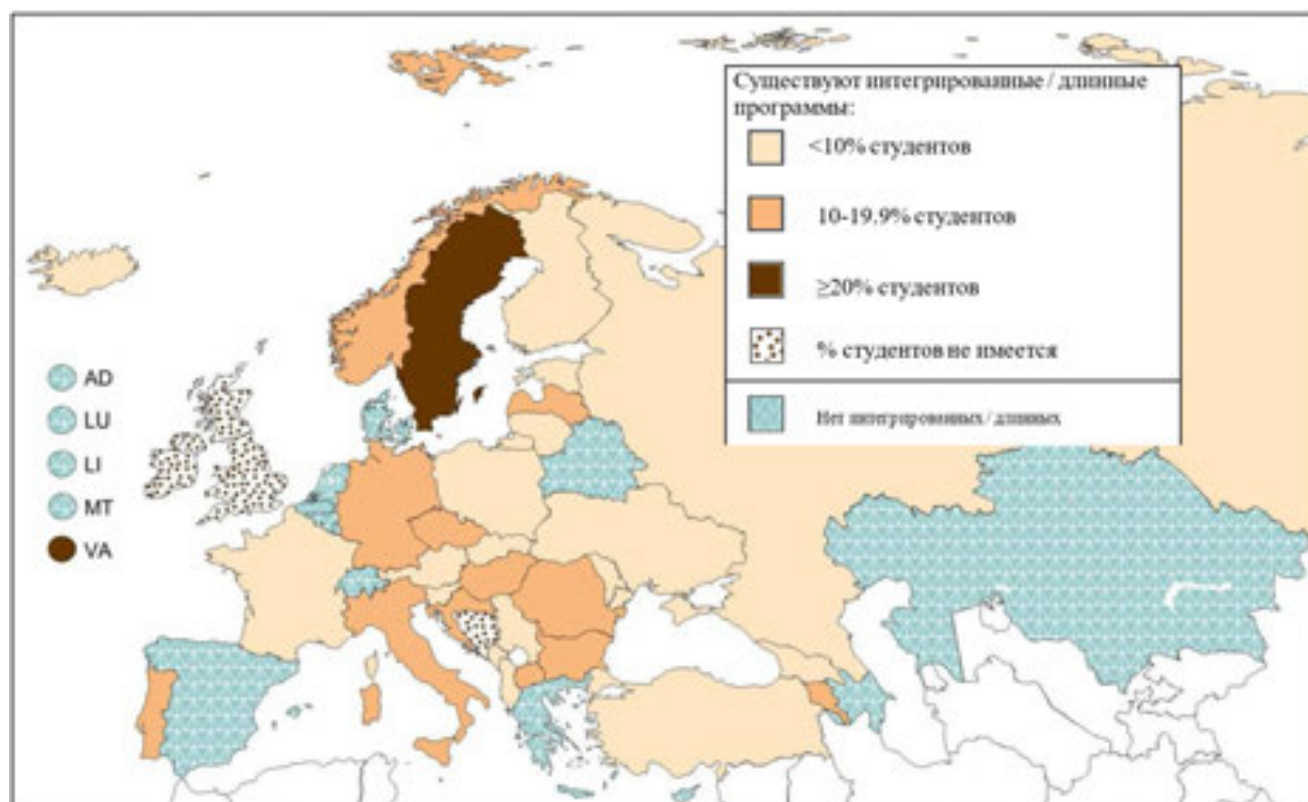 Существуют интегрированные / длинные
программы:
<10% студентов
10-19.9% студентов
≥20% студентов
% студентов не имеется
Нет интегрированных / длинных
AD
LU
LI
MT
VA